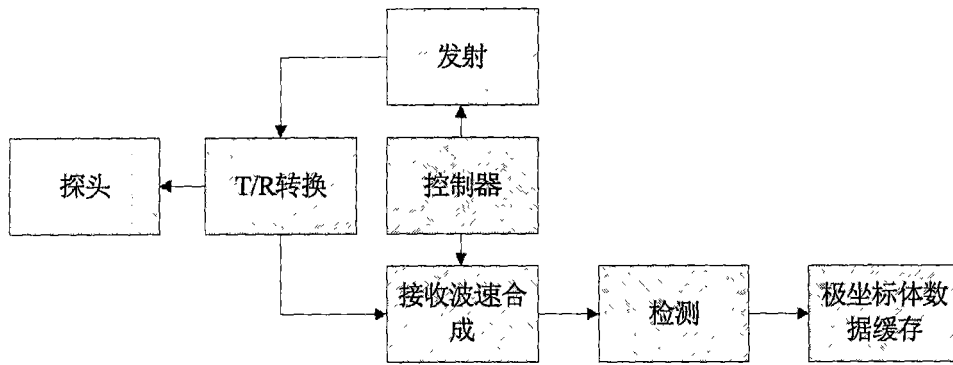 发射
探头
T/R转换
控制器
接收波速合
成
检测
极坐标体数
据缓存